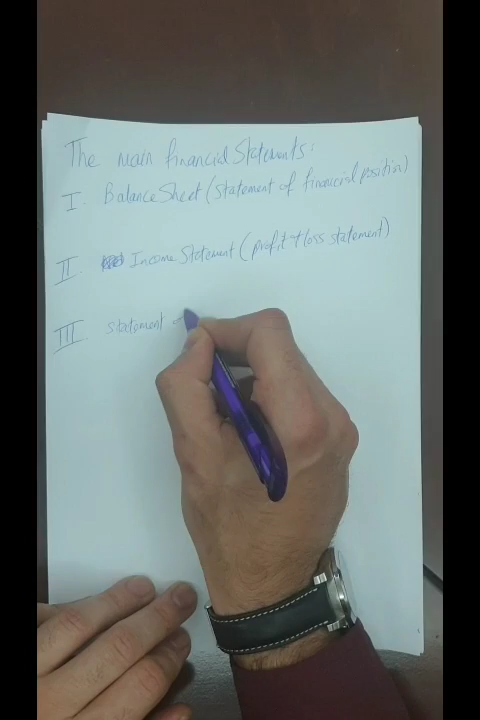 The main financial Statements:
I. Balance Sheet (statement of financial position)
II. Income Statement (profit + loss statement)
III. statement